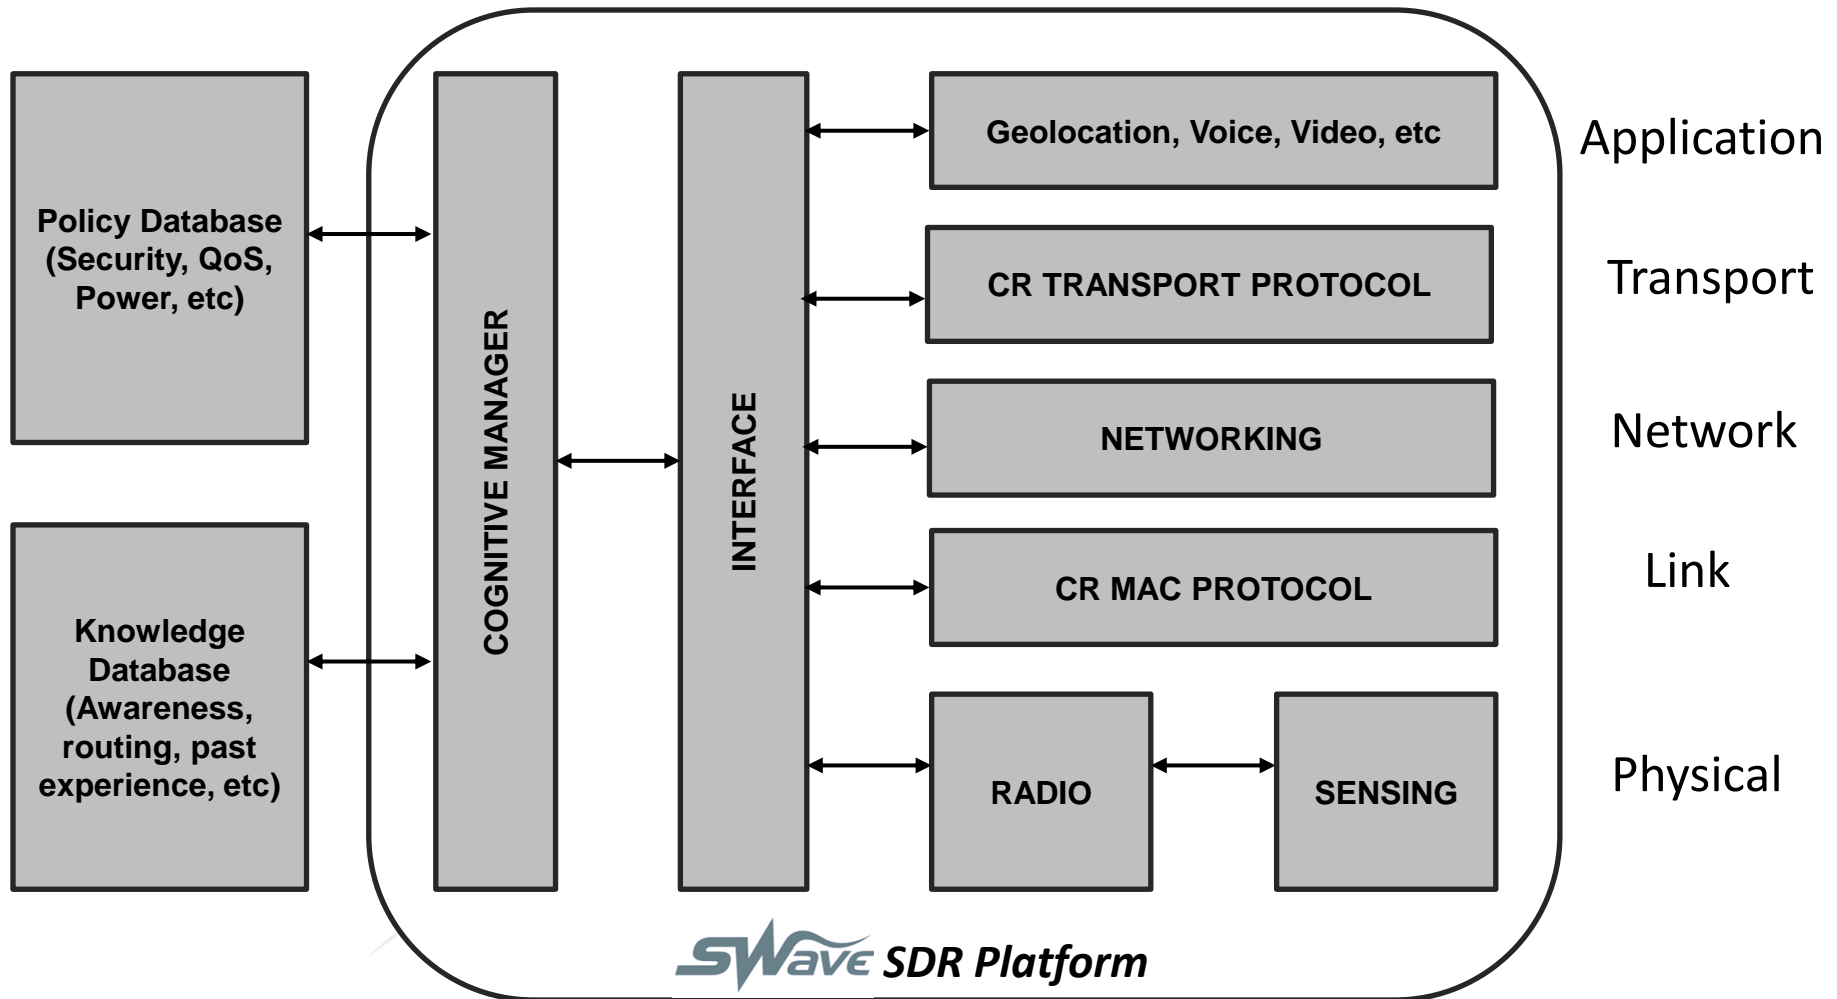 Policy Database
(Security, QoS,
Power, etc)
Knowledge
Database
(Awareness,
routing, past
experience, etc)
COGNITIVE MANAGER
INTERFACE
Geolocation, Voice, Video, etc
Application
CR TRANSPORT PROTOCOL
Transport
NETWORKING
Network
CR MAC PROTOCOL
Link
RADIO
SENSING
Physical
SWave SDR Platform